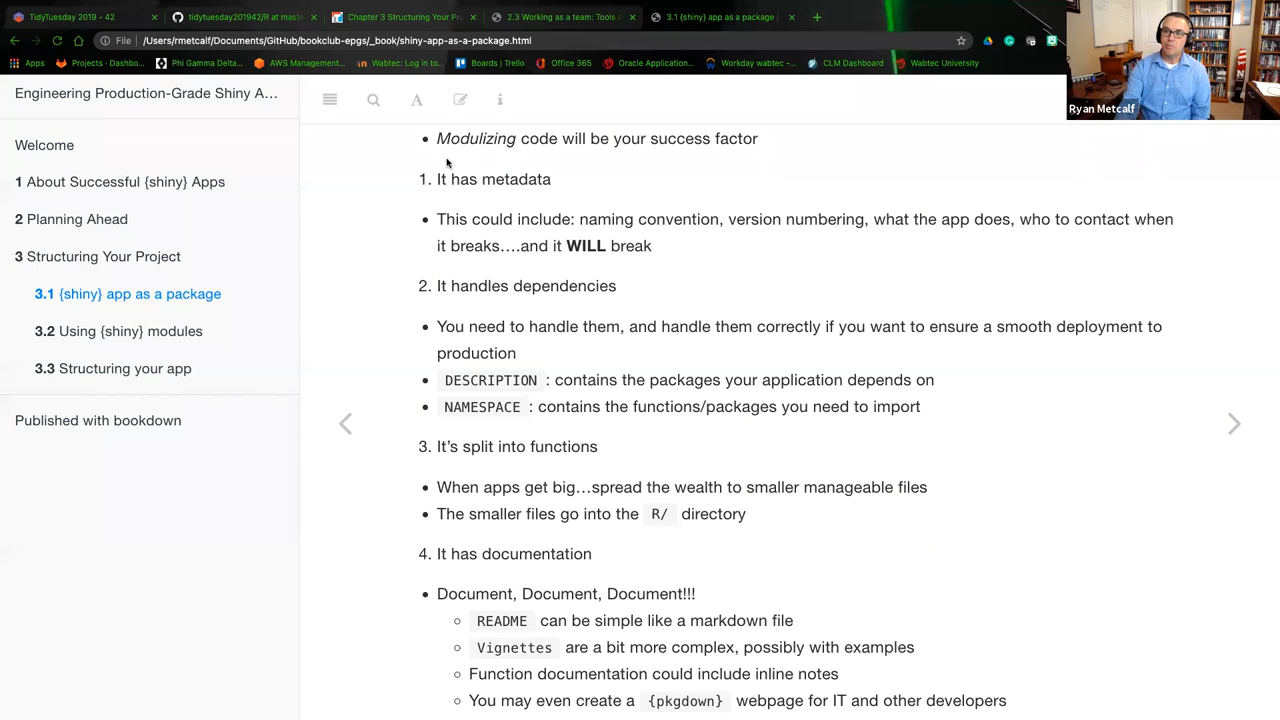 TidyTuesday 2019 - 42
tidytuesday201942/R at maste
Chapter 3 Structuring Your Pr
2.3 Working as a team: Tools a
3.1 {shiny} app as a package |
File | /Users/rmetcalf/Documents/GitHub/bookclub-epgs/_book/shiny-app-as-a-package.html
Apps
Projects · Dashbo...
Phi Gamma Delta...
AWS Management...
Wabtec: Log in to...
Boards | Trello
Office 365
Oracle Application...
Workday wabtec -...
CLM Dashboard
Wabtec University
Ryan Metcalf
Engineering Production-Grade Shiny A...
Welcome
1 About Successful {shiny} Apps
2 Planning Ahead
3 Structuring Your Project
3.1 {shiny} app as a package
3.2 Using {shiny} modules
3.3 Structuring your app
Published with bookdown
Modulizing code will be your success factor
1. It has metadata
This could include: naming convention, version numbering, what the app does, who to contact when
it breaks….and it WILL break
2. It handles dependencies
You need to handle them, and handle them correctly if you want to ensure a smooth deployment to
production
DESCRIPTION : contains the packages your application depends on
NAMESPACE : contains the functions/packages you need to import
3. It's split into functions
When apps get big…spread the wealth to smaller manageable files
The smaller files go into the R/ directory
4. It has documentation
Document, Document, Document!!!
README can be simple like a markdown file
Vignettes are a bit more complex, possibly with examples
Function documentation could include inline notes
You may even create a {pkgdown} webpage for IT and other developers